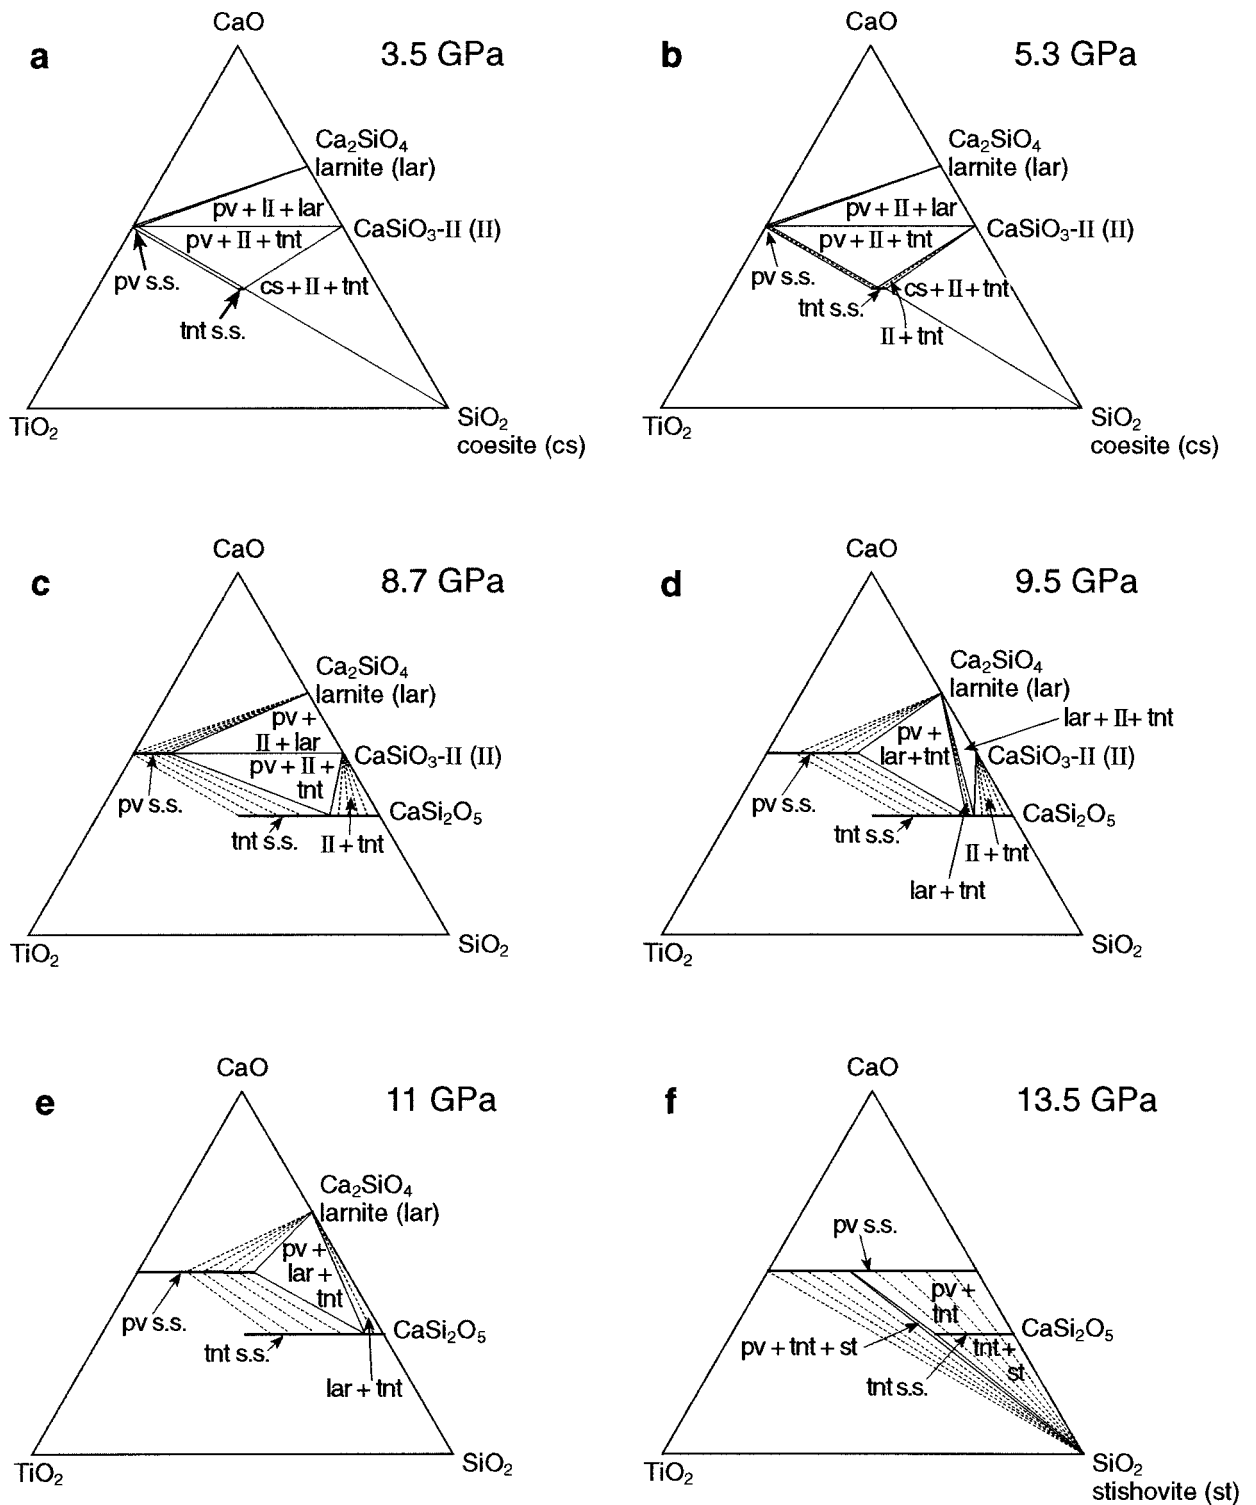 a
CaO
3.5 GPa
Ca₂SiO₄
larnite (lar)
pv + II + lar
CaSiO₃-II (II)
pv + II + tnt
pv s.s.
cs + II + tnt
tnt s.s.
TiO₂
SiO₂
coesite (cs)
b
CaO
5.3 GPa
Ca₂SiO₄
larnite (lar)
pv + II + lar
CaSiO₃-II (II)
pv + II + tnt
pv s.s.
cs + II + tnt
tnt s.s.
II + tnt
TiO₂
SiO₂
coesite (cs)
c
CaO
8.7 GPa
Ca₂SiO₄
larnite (lar)
pv +
II + lar
CaSiO₃-II (II)
pv + II +
tnt
pv s.s.
CaSi₂O₅
tnt s.s.
II + tnt
TiO₂
SiO₂
d
CaO
9.5 GPa
Ca₂SiO₄
larnite (lar)
lar + II + tnt
pv +
lar+tnt
CaSiO₃-II (II)
pv s.s.
CaSi₂O₅
tnt s.s.
II + tnt
lar + tnt
TiO₂
SiO₂
e
CaO
11 GPa
Ca₂SiO₄
larnite (lar)
pv +
lar +
tnt
pv s.s.
CaSi₂O₅
tnt s.s.
lar + tnt
TiO₂
SiO₂
f
CaO
13.5 GPa
pv s.s.
pv +
tnt
CaSi₂O₅
pv + tnt + st
tnt +
st
tnt s.s.
TiO₂
SiO₂
stishovite (st)